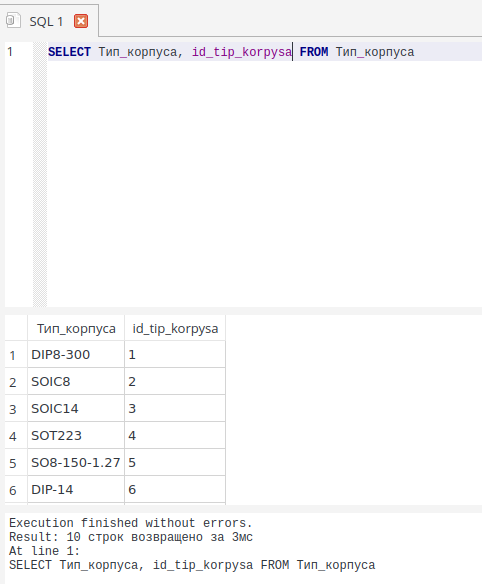 SQL 1
1 SELECT Тип_корпуса, id_tip_korpysa FROM Тип_корпуса
Тип_корпуса id_tip_korpysa
1 DIP8-300 1
2 SOIC8 2
3 SOIC14 3
4 SOT223 4
5 SO8-150-1.27 5
6 DIP-14 6
Execution finished without errors.
Result: 10 строк возвращено за 3мс
At line 1:
SELECT Тип_корпуса, id_tip_korpysa FROM Тип_корпуса